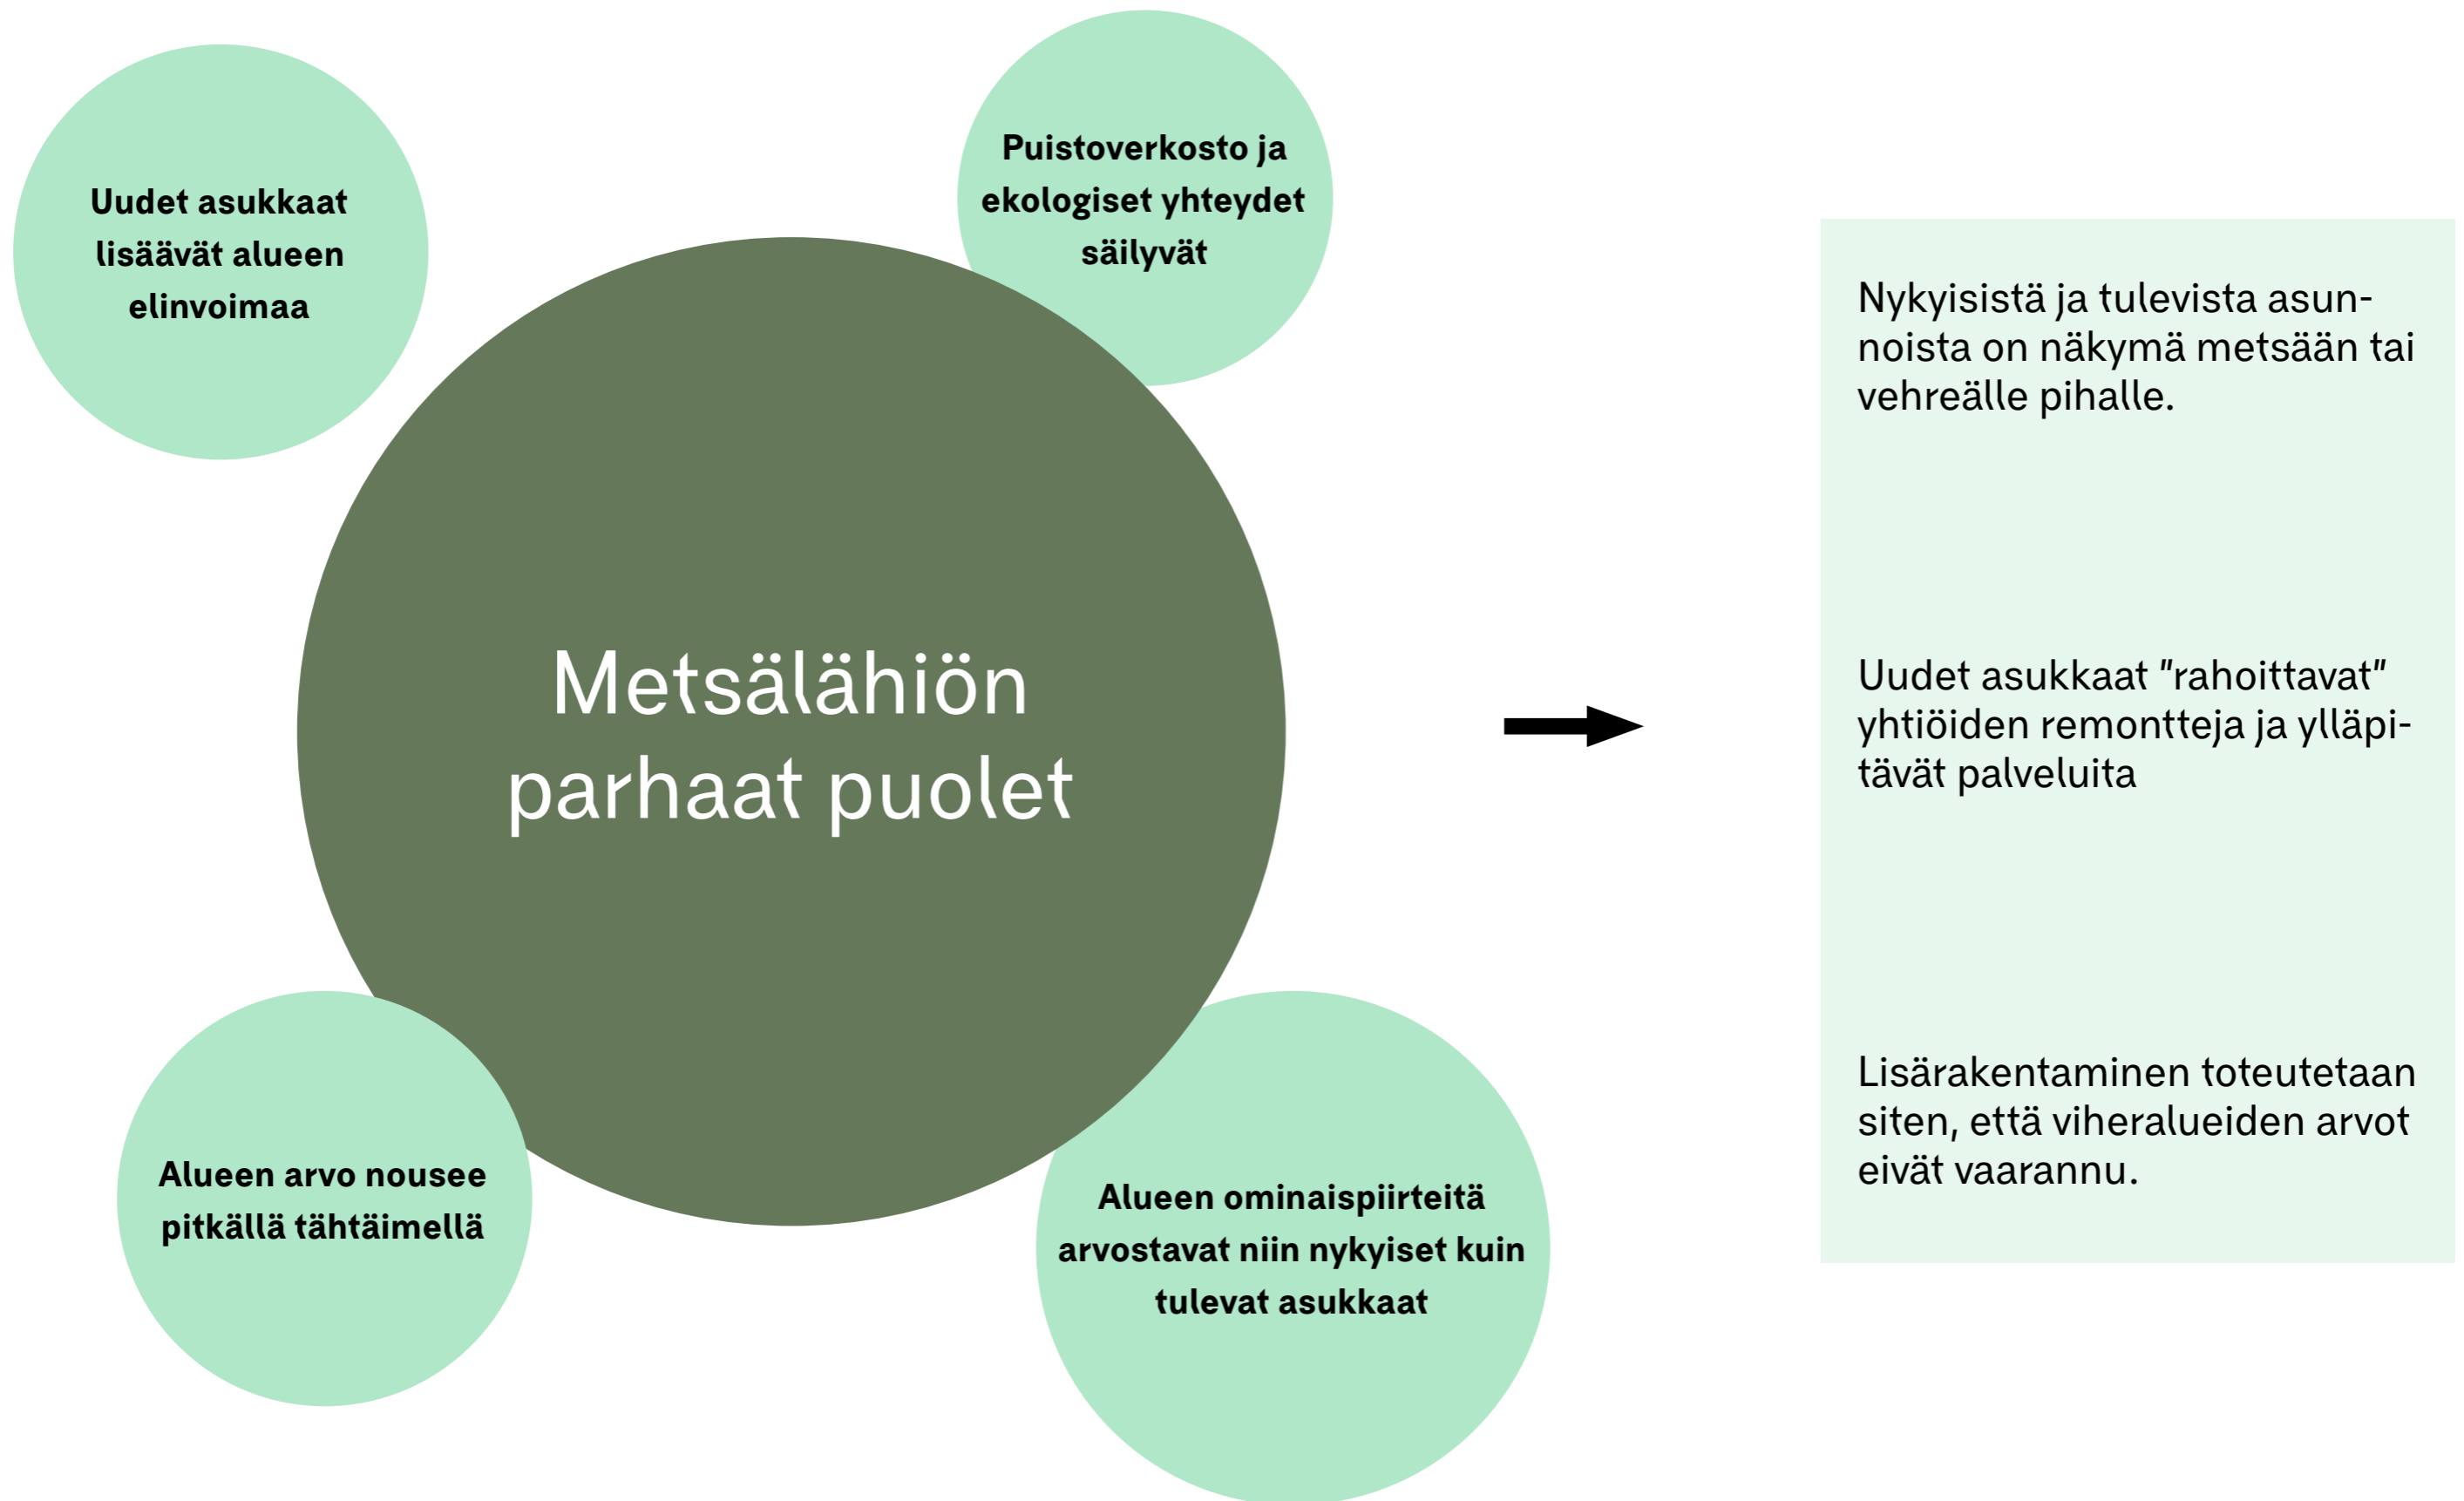 Uudet asukkaat
lisäävät alueen
elinvoimaa
Puistoverkosto ja
ekologiset yhteydet
säilyvät
Metsälähiön
parhaat puolet
Alueen arvo nousee
pitkällä tähtäimellä
Alueen ominaispiirteitä
arvostavat niin nykyiset kuin
tulevat asukkaat
Nykyisistä ja tulevista asun-
noista on näkymä metsään tai
vehreälle pihalle.
Uudet asukkaat "rahoittavat"
yhtiöiden remontteja ja ylläpi-
tävät palveluita
Lisärakentaminen toteutetaan
siten, että viheralueiden arvot
eivät vaarannu.